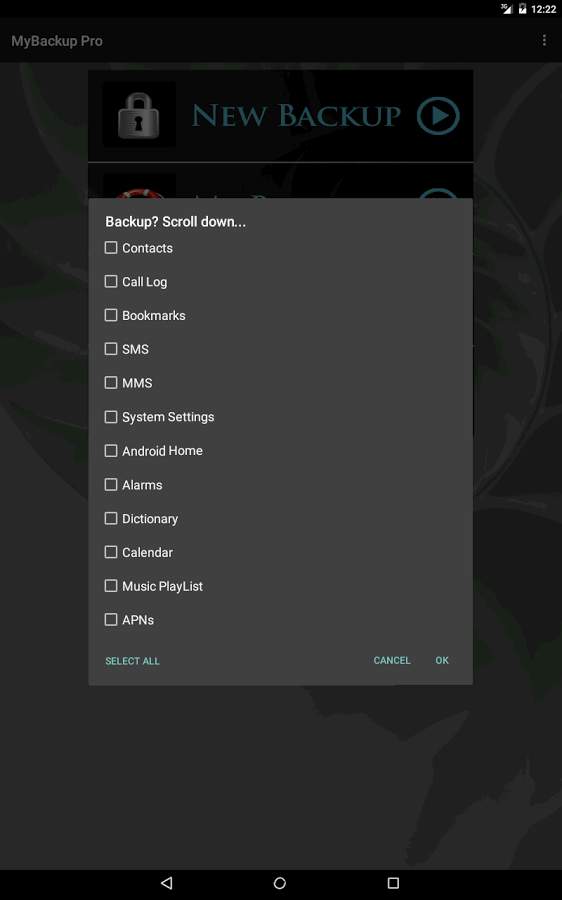 3G 12:22
MyBackup Pro
New Backup
Backup? Scroll down...
Contacts
Call Log
Bookmarks
SMS
MMS
System Settings
Android Home
Alarms
Dictionary
Calendar
Music PlayList
APNs
SELECT ALL CANCEL OK